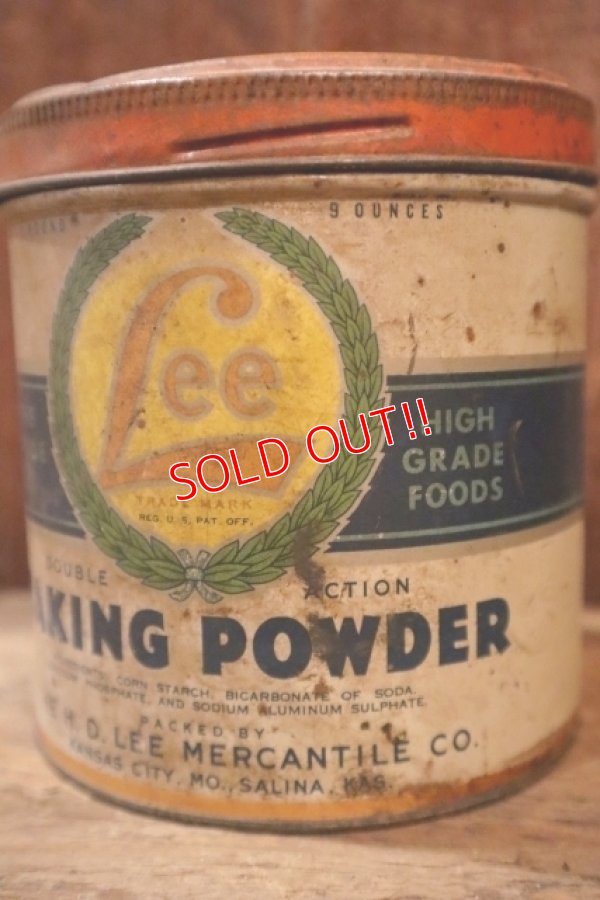 9 OUNCES
Lee
TRADE MARK
REG. U. S. PAT. OFF.
HIGH
GRADE
FOODS
SOLD OUT!!
DOUBLE ACTION
AKING POWDER
CORN STARCH, BICARBONATE OF SODA,
PHOSPHATE, AND SODIUM ALUMINUM SULPHATE.
PACKED BY
H. D. LEE MERCANTILE CO.
KANSAS CITY, MO., SALINA, KAS.